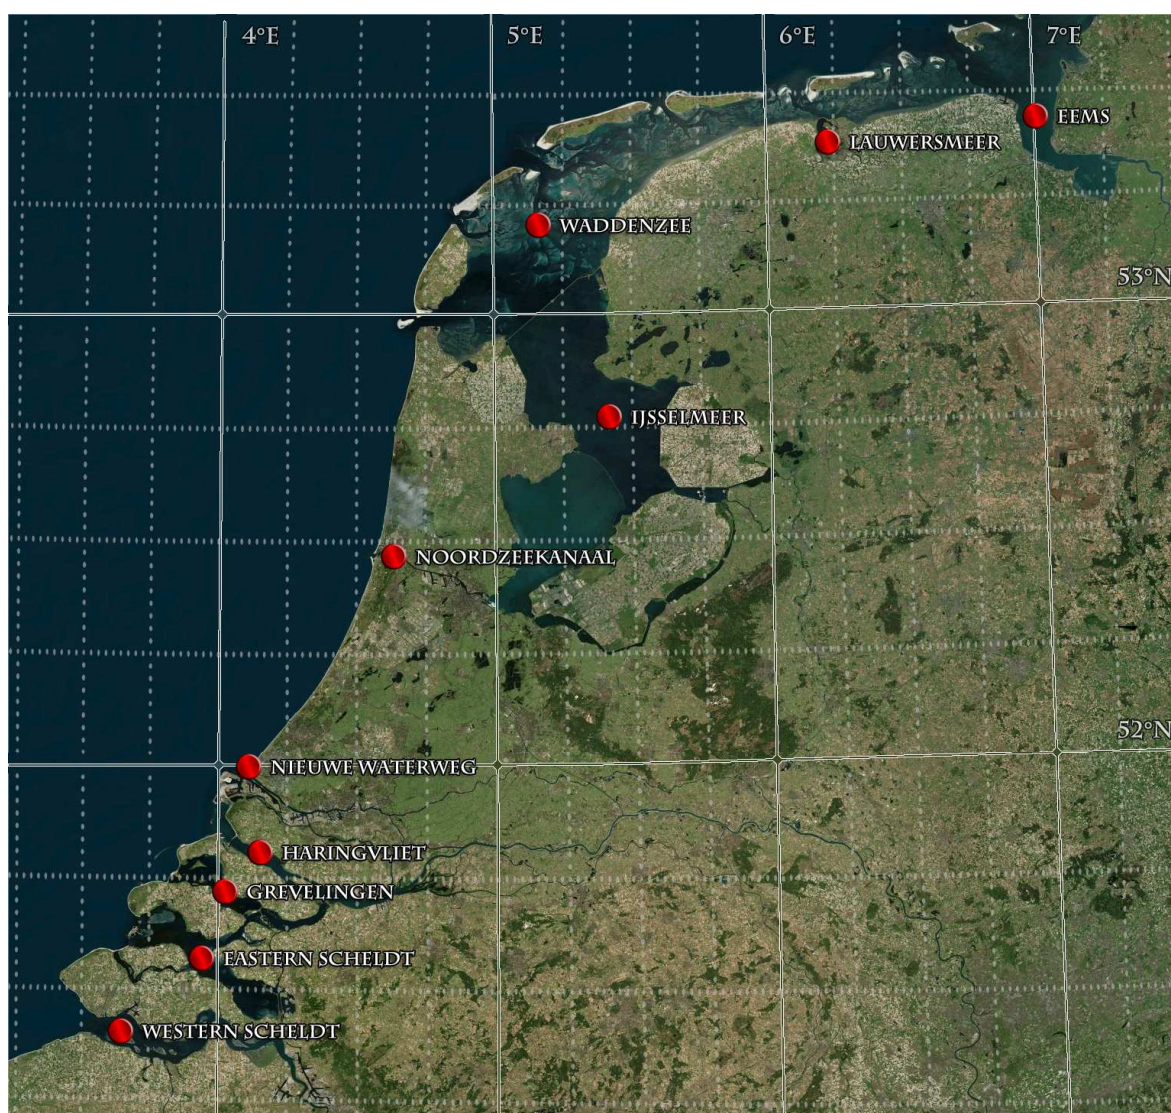 4°E 5°E 6°E 7°E
EEMS
LAUWERSMEER
WADDENZEE
53°N
IJSSELMEER
NOORDZEEKANAAL
52°N
NIEUWE WATERWEG
HARINGVLIET
GREVELINGEN
EASTERN SCHELDT
WESTERN SCHELDT